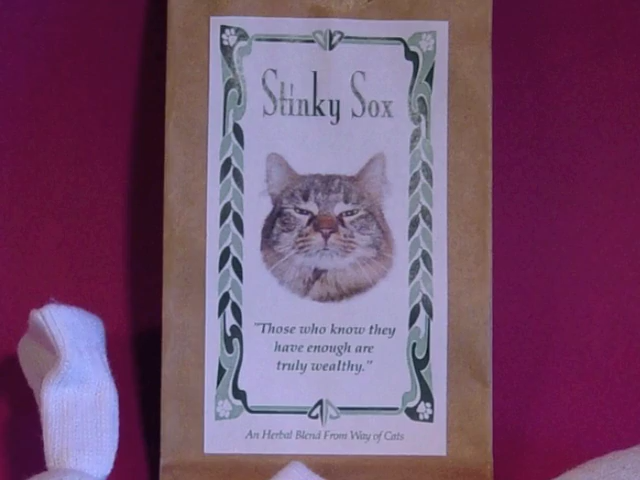 Stinky Sox
"Those who know they
have enough are
truly wealthy."
An Herbal Blend From Way of Cats